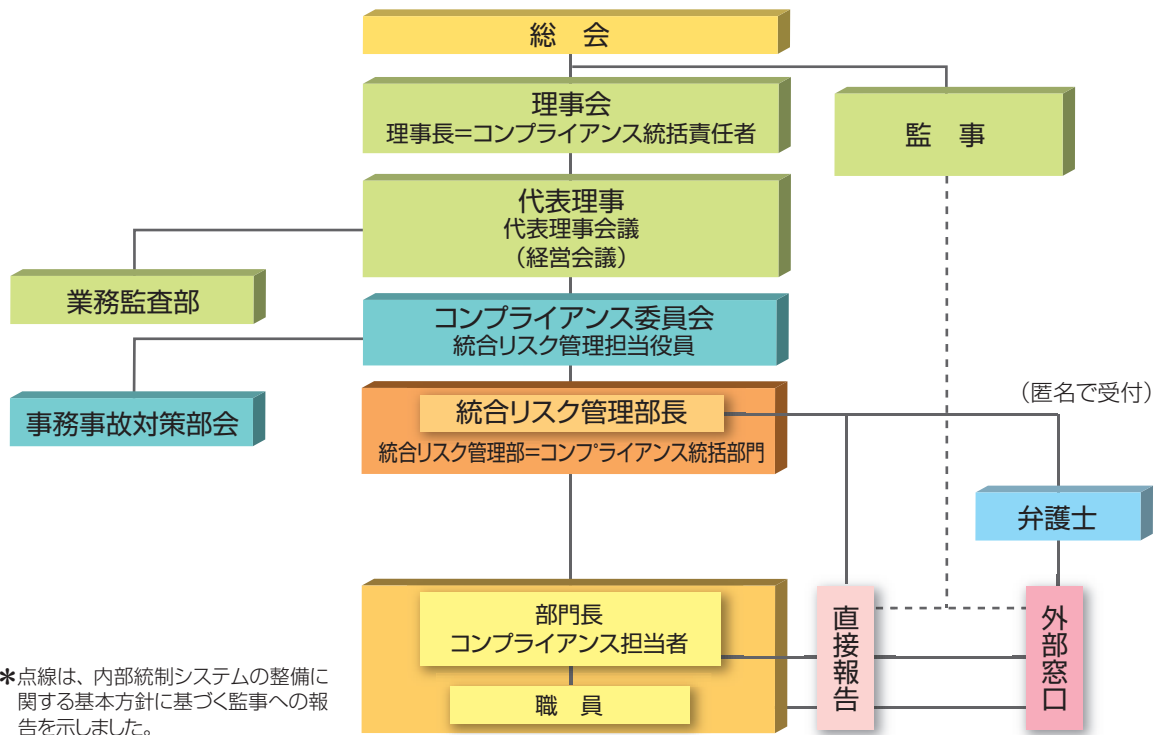 総　会
理事会
理事長=コンプライアンス統括責任者
監　事
代表理事
代表理事会議
(経営会議)
業務監査部
コンプライアンス委員会
統合リスク管理担当役員
事務事故対策部会
統合リスク管理部長
統合リスク管理部=コンプライアンス統括部門
(匿名で受付)
弁護士
部門長
コンプライアンス担当者
職　員
直接報告
外部窓口
*点線は、内部統制システムの整備に
関する基本方針に基づく監事への報
告を示しました。